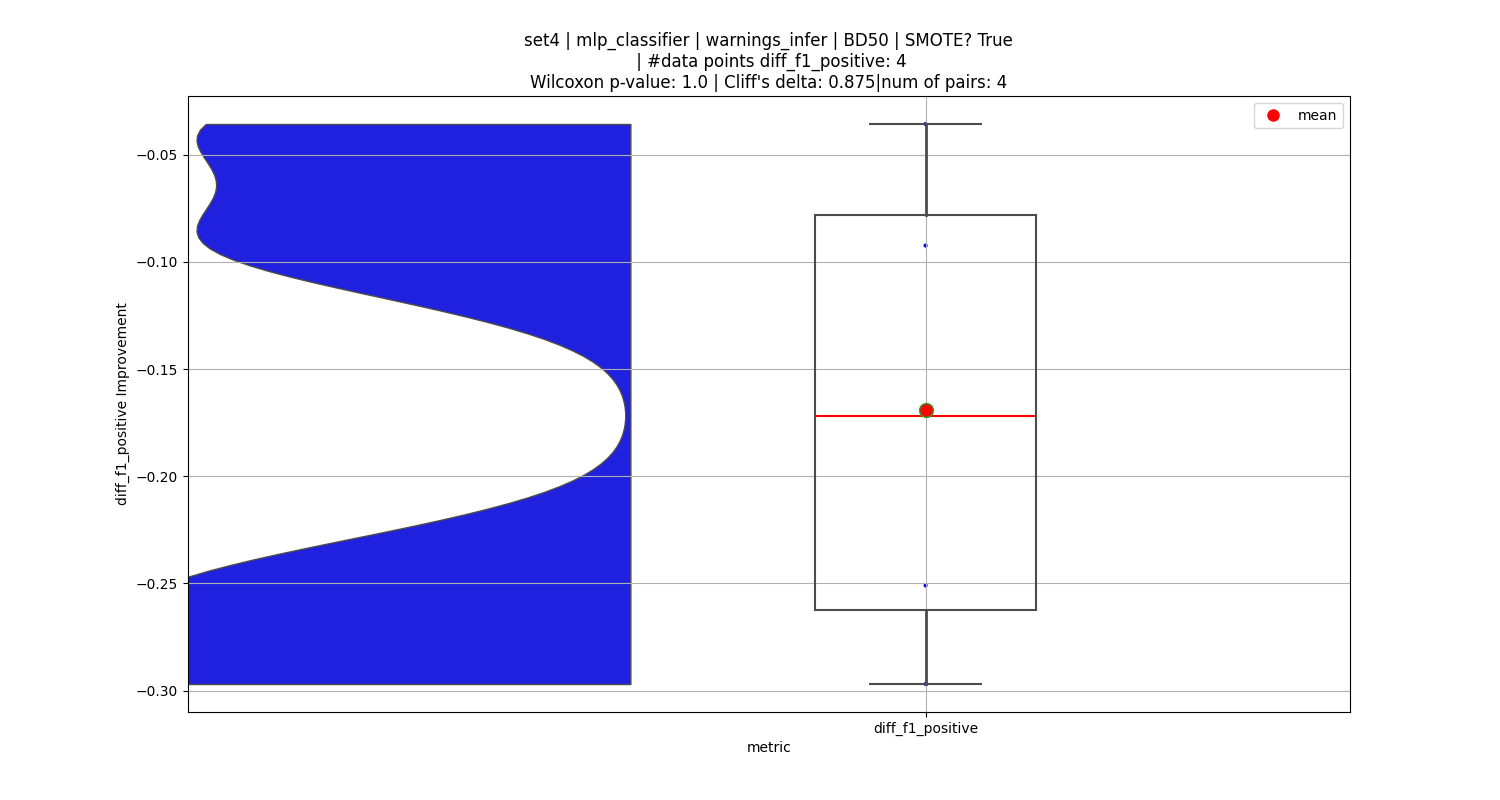 set4 | mlp_classifier | warnings_infer | BD50 | SMOTE? True
| #data points diff_f1_positive: 4
Wilcoxon p-value: 1.0 | Cliff's delta: 0.875|num of pairs: 4
mean
−0.05
−0.10
−0.15
−0.20
−0.25
−0.30
diff_f1_positive Improvement
diff_f1_positive
metric